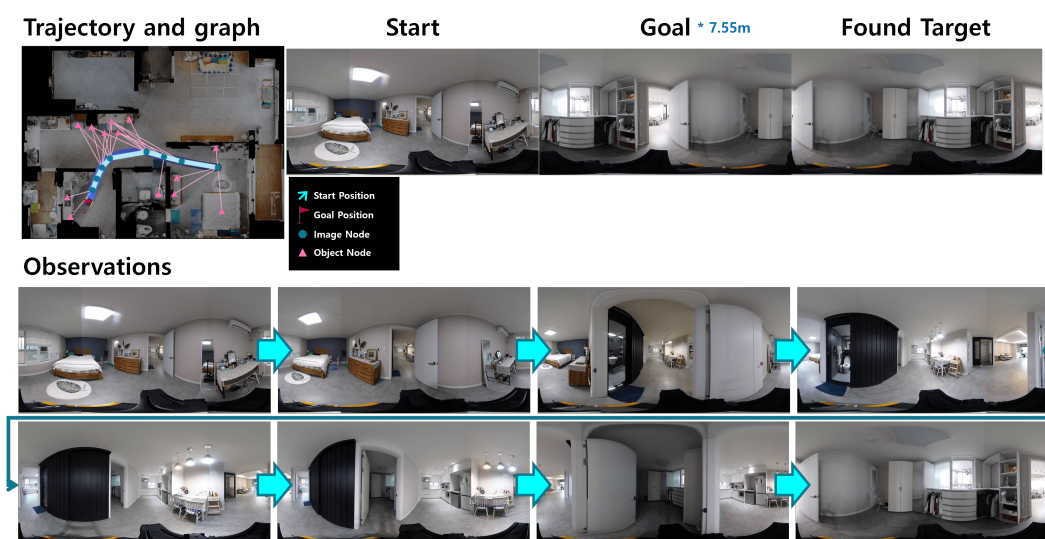 Trajectory and graph
Start
Goal * 7.55m
Found Target
Start Position
Goal Position
Image Node
Object Node
Observations